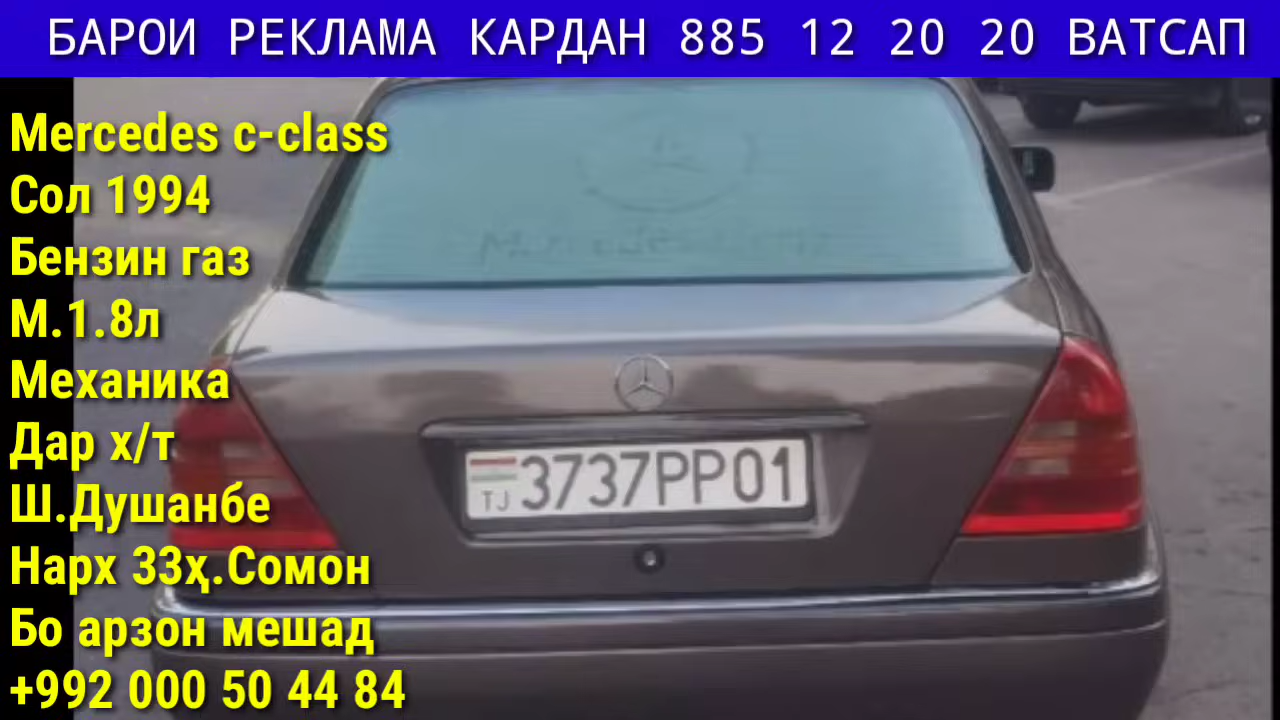 БАРОИ РЕКЛАМА КАРДАН 885 12 20 20 ВАТСАП
Mercedes c-class
Сол 1994
Бензин газ
М.1.8л
Механика
Дар х/т
Ш.Душанбе
Нарх 33ҳ.Сомон
Бо арзон мешад
+992 000 50 44 84
TJ 3737PP01